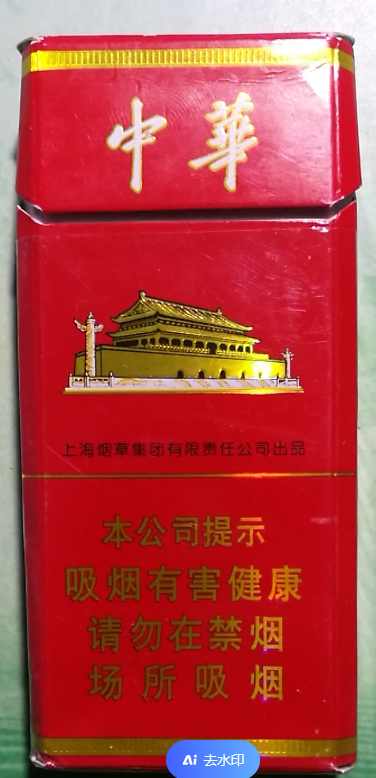 中華
上海烟草集团有限责任公司出品
本公司提示
吸烟有害健康
请勿在禁烟
场所吸烟
Ai 去水印